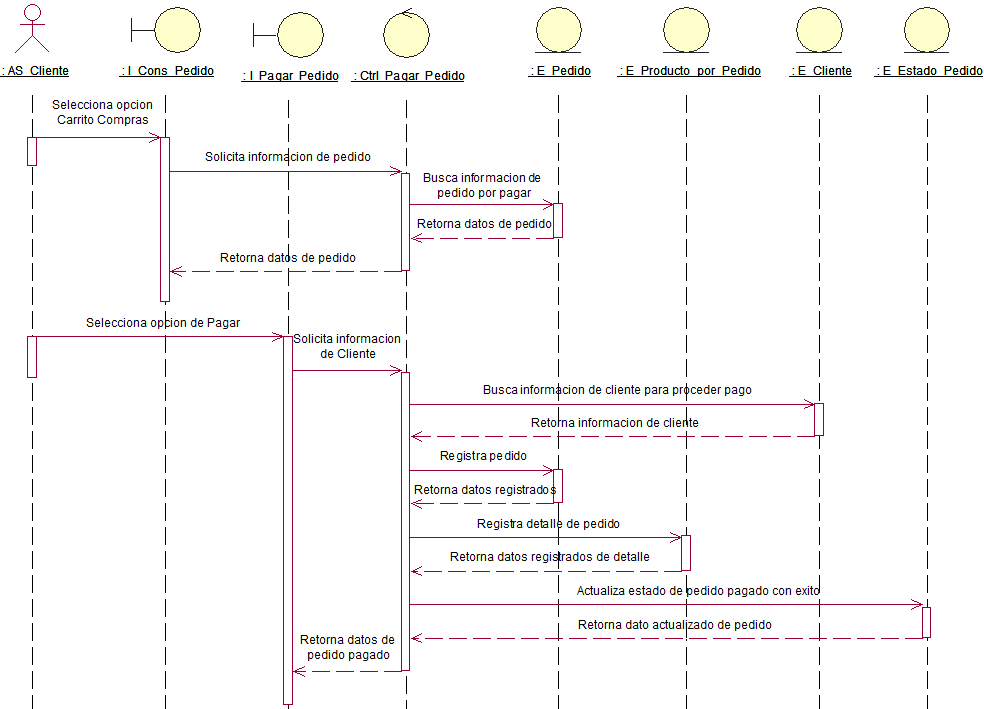 : AS_Cliente
: I_Cons_Pedido
: I_Pagar_Pedido
: Ctrl_Pagar_Pedido
: E_Pedido
: E_Producto_por_Pedido
: E_Cliente
: E_Estado_Pedido
Selecciona opcion
Carrito Compras
Solicita informacion de pedido
Busca informacion de
pedido por pagar
Retorna datos de pedido
Retorna datos de pedido
Selecciona opcion de Pagar
Solicita informacion
de Cliente
Busca informacion de cliente para proceder pago
Retorna informacion de cliente
Registra pedido
Retorna datos registrados
Registra detalle de pedido
Retorna datos registrados de detalle
Actualiza estado de pedido pagado con exito
Retorna dato actualizado de pedido
Retorna datos de
pedido pagado